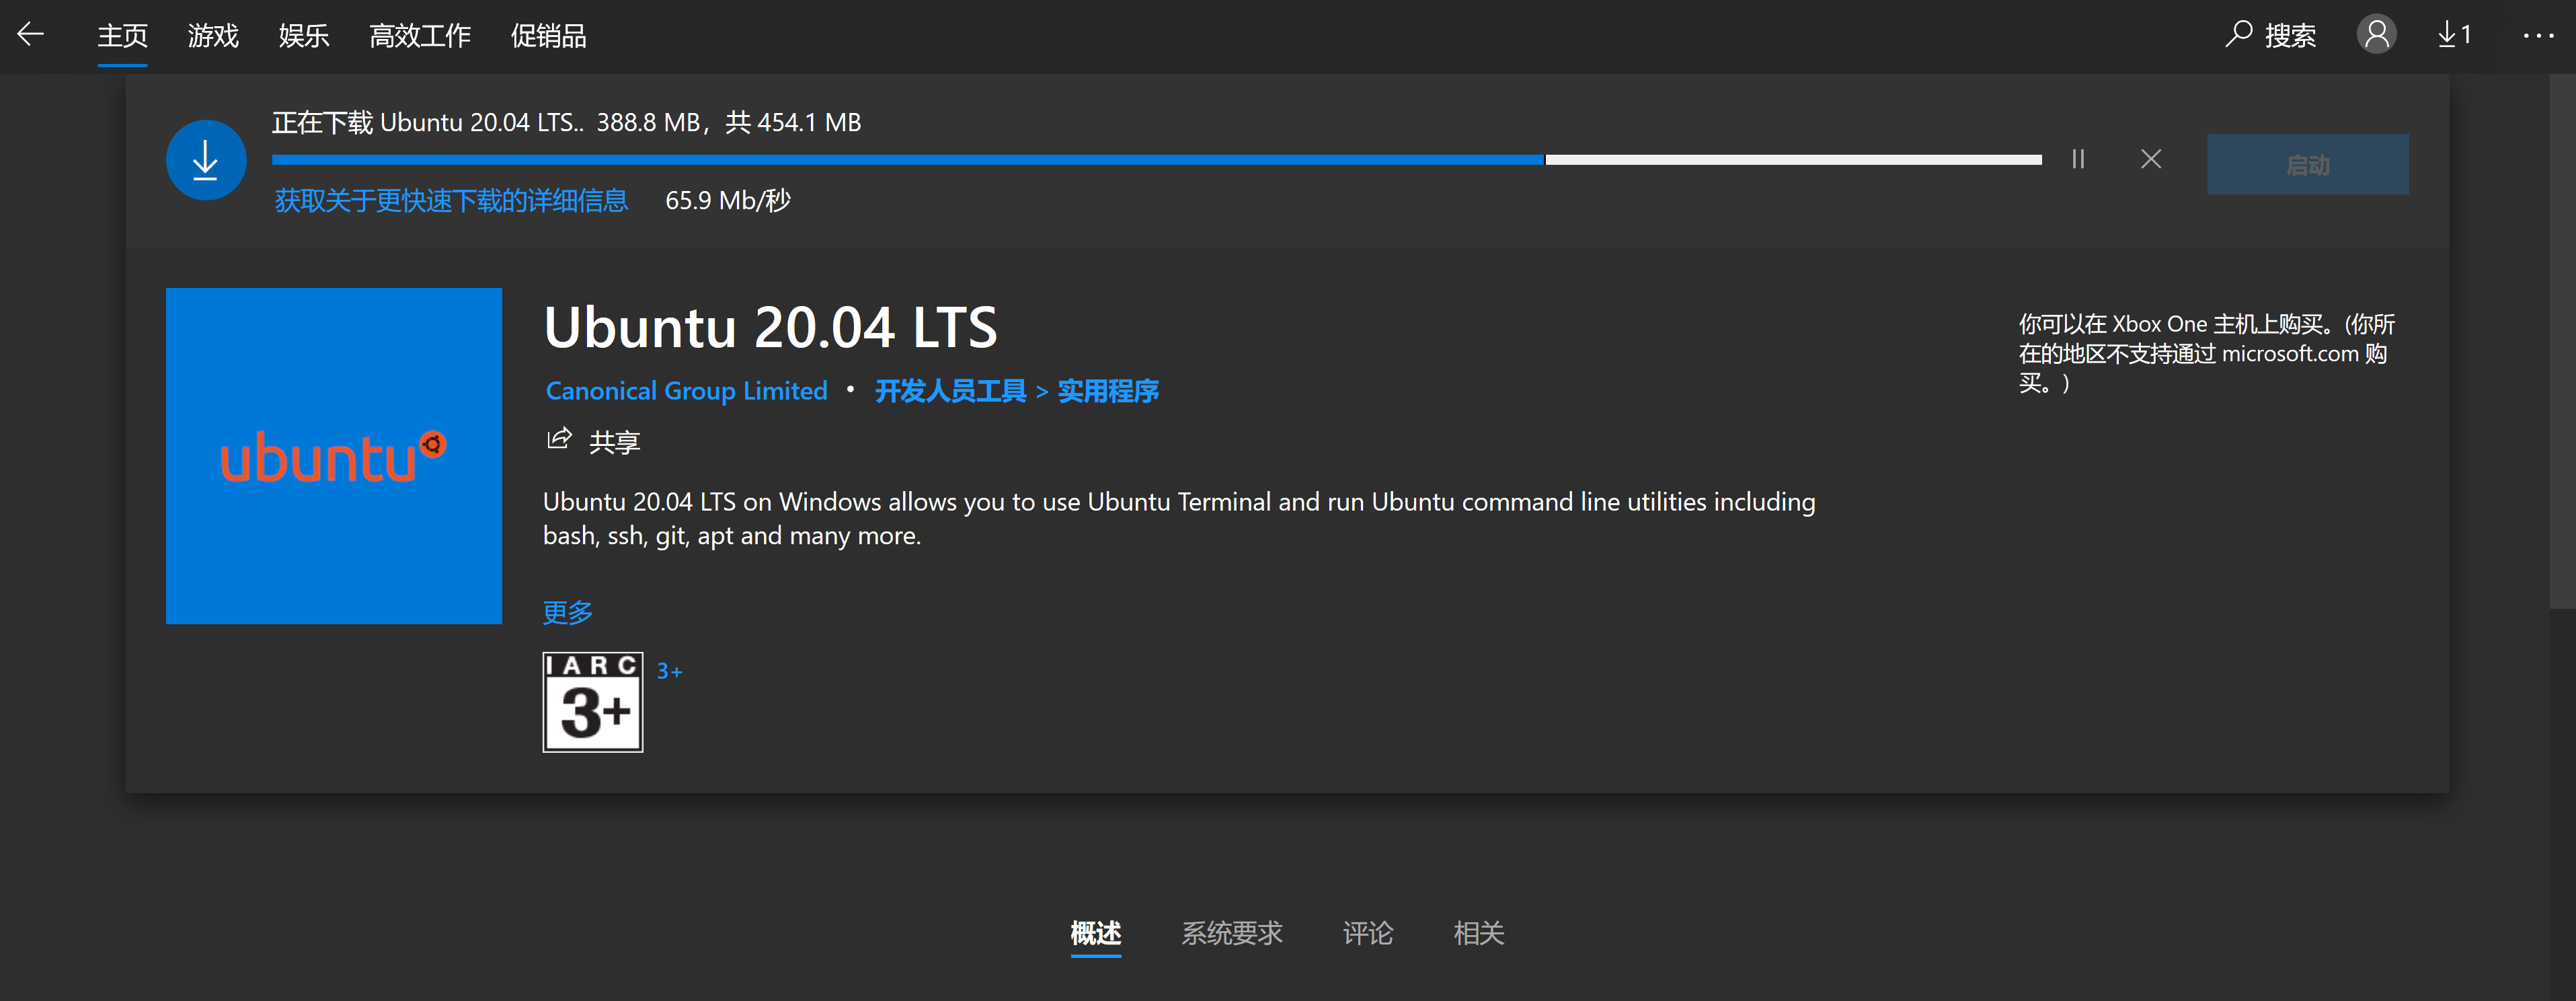 主页 游戏 娱乐 高效工作 促销品 搜索 1
正在下载 Ubuntu 20.04 LTS.. 388.8 MB，共 454.1 MB
启动
获取关于更快速下载的详细信息 65.9 Mb/秒
ubuntu
Ubuntu 20.04 LTS
Canonical Group Limited • 开发人员工具 > 实用程序
共享
Ubuntu 20.04 LTS on Windows allows you to use Ubuntu Terminal and run Ubuntu command line utilities including
bash, ssh, git, apt and many more.
更多
IARC
3+
3+
你可以在 Xbox One 主机上购买。(你所
在的地区不支持通过 microsoft.com 购
买。)
概述 系统要求 评论 相关